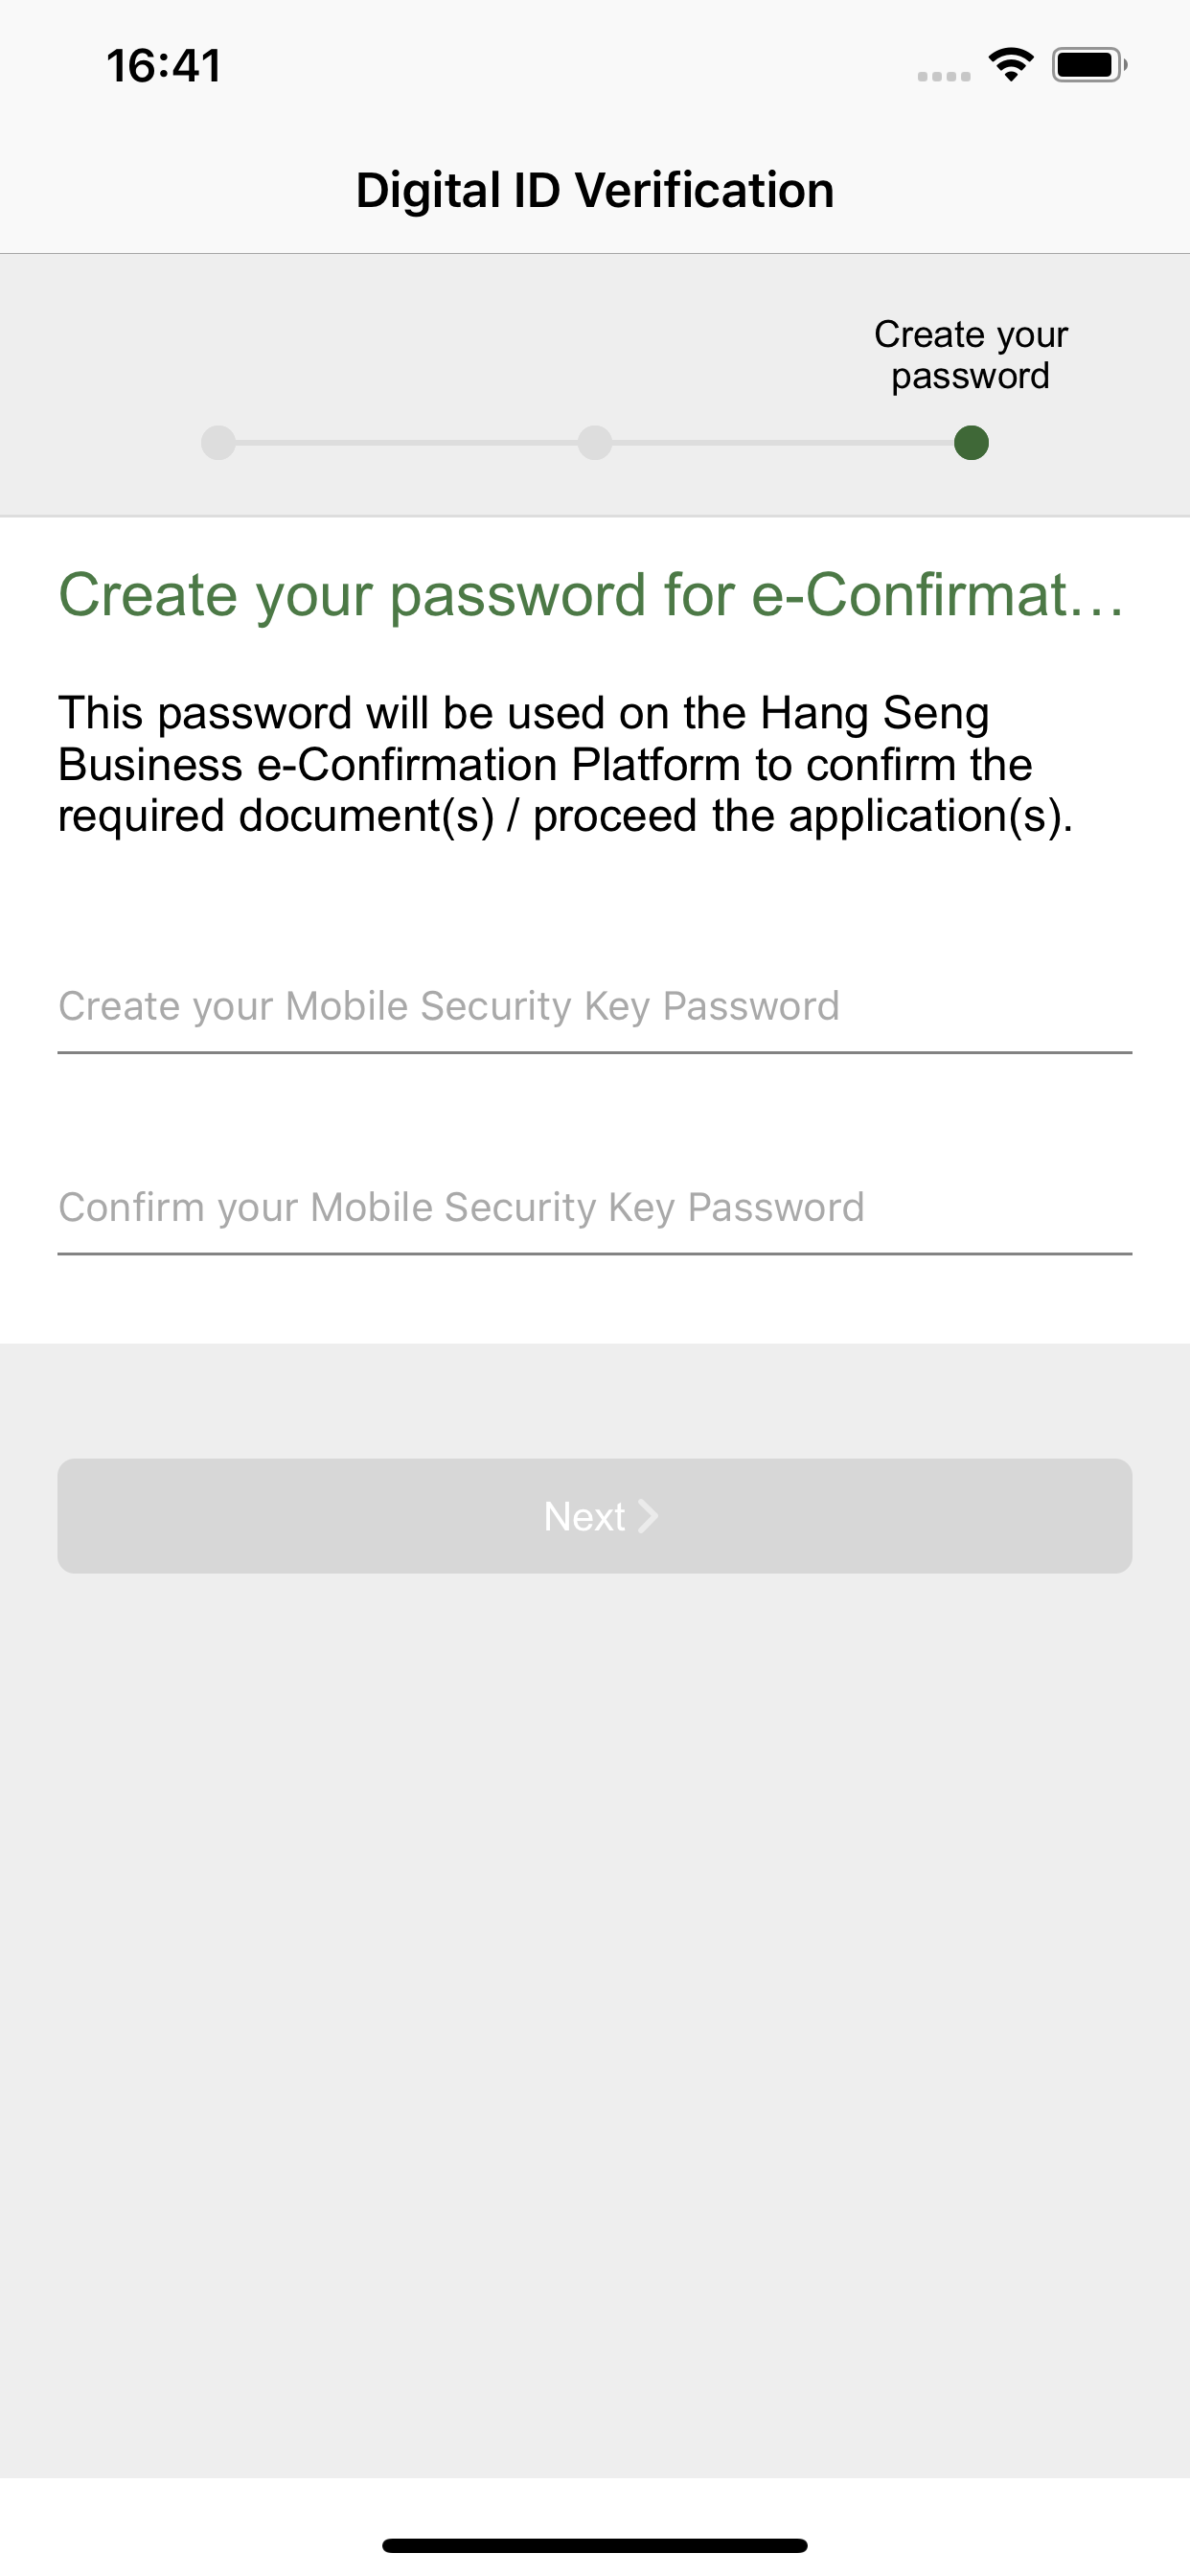 16:41
Digital ID Verification
Create your
password
Create your password for e-Confirmat...
This password will be used on the Hang Seng
Business e-Confirmation Platform to confirm the
required document(s) / proceed the application(s).
Create your Mobile Security Key Password
Confirm your Mobile Security Key Password
Next